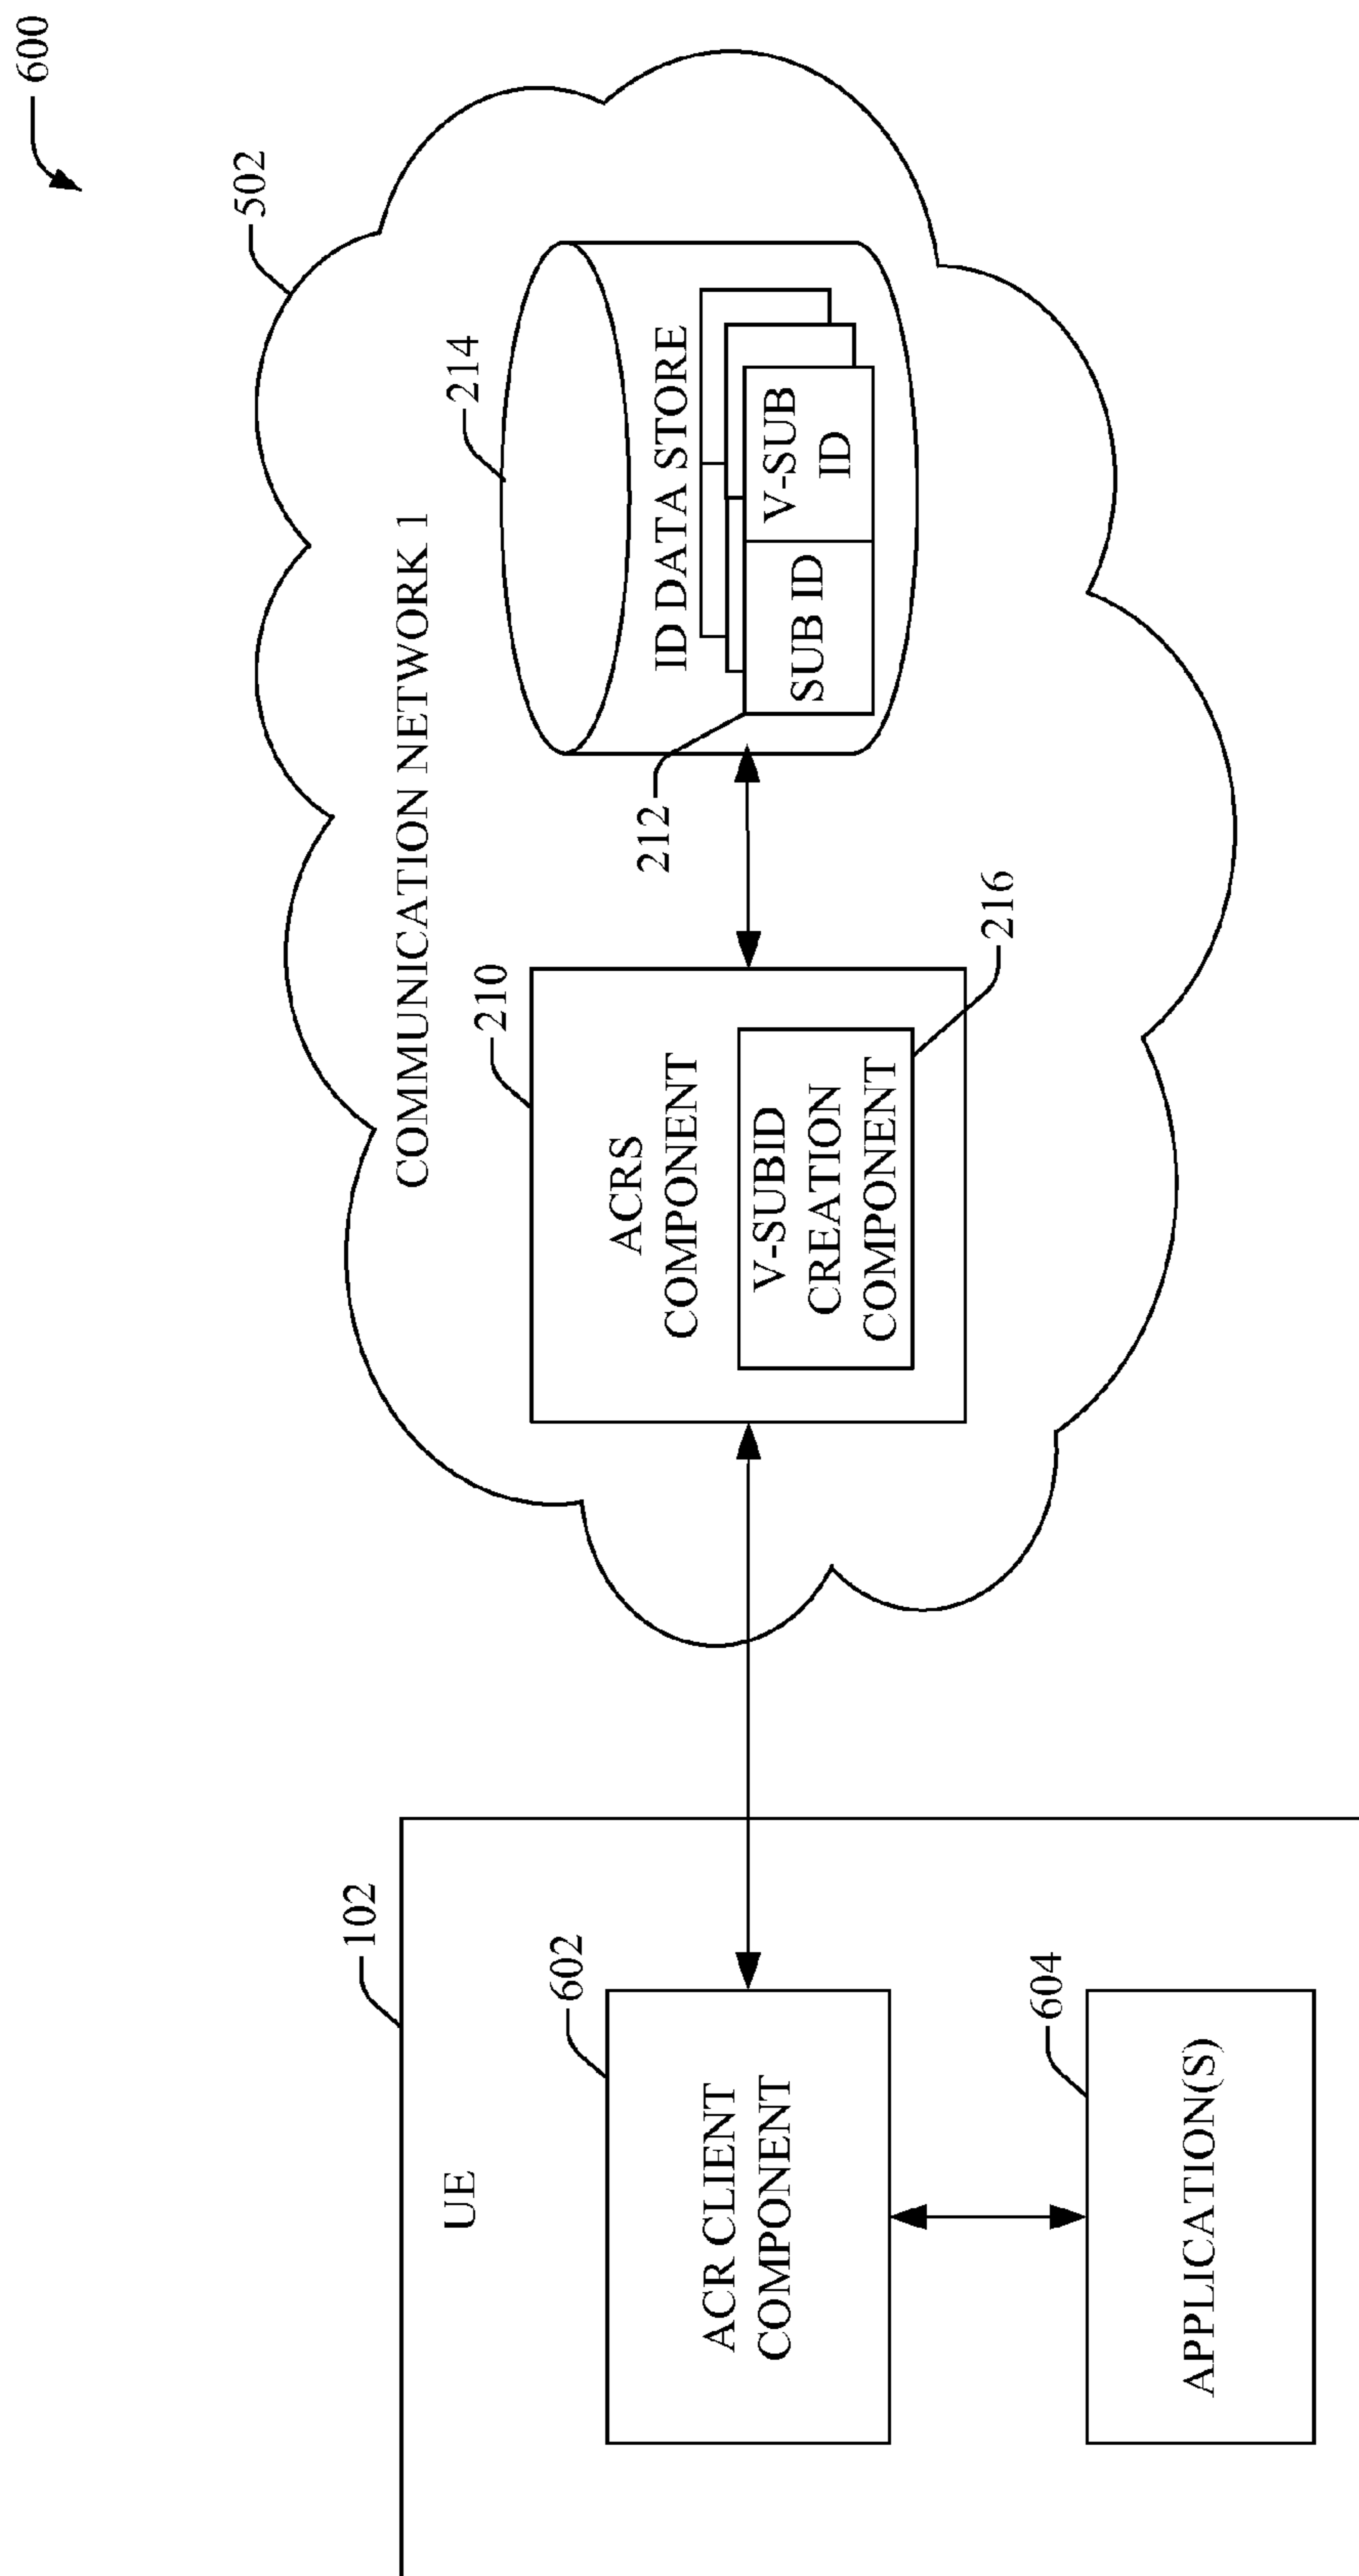 600
502
COMMUNICATION NETWORK 1
214
ID DATA STORE
SUB ID
V-SUB
ID
212
210
ACRS
COMPONENT
V-SUBID
CREATION
COMPONENT
216
102
UE
602
ACR CLIENT
COMPONENT
604
APPLICATION(S)